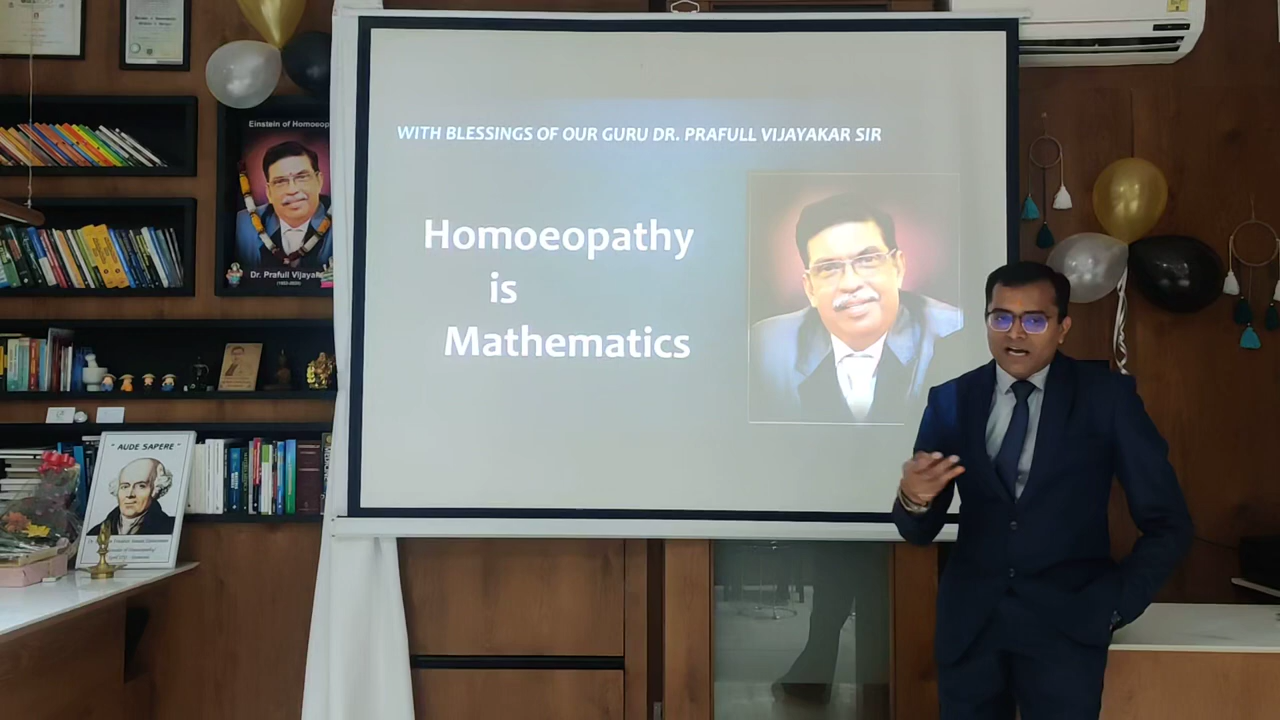 Einstein of Homoeop
Dr. Prafull Vijaya
WITH BLESSINGS OF OUR GURU DR. PRAFULL VIJAYAKAR SIR
Homoeopathy
is
Mathematics
" AUDE SAPERE "